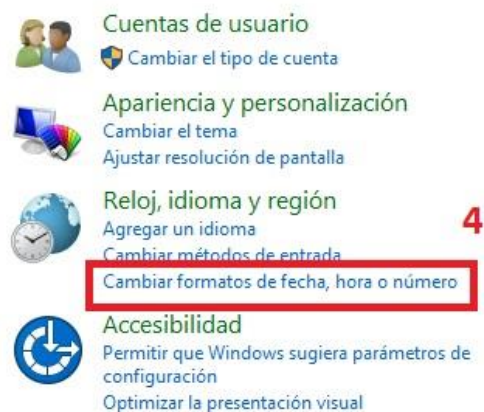 Cuentas de usuario
Cambiar el tipo de cuenta
Apariencia y personalización
Cambiar el tema
Ajustar resolución de pantalla
Reloj, idioma y región
Agregar un idioma
4
Cambiar métodos de entrada
Cambiar formatos de fecha, hora o número
Accesibilidad
Permitir que Windows sugiera parámetros de
configuración
Optimizar la presentación visual